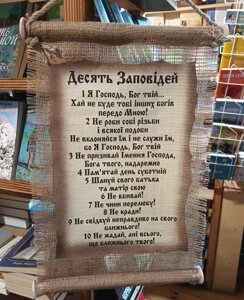 Десять Заповідей
1 Я Господь, Бог твій...
Хай не буде тобі інших богів
передо Мною!
2 Не роби собі різьби
і всякої подоби
Не вклоняйся їм і не служи їм,
бо Я Господь, Бог твій
3 Не призивай Імення Господа,
Бога твого, надаремно
4 Пам'ятай день суботній
5 Шануй свого батька
та матір свою
6 Не вбивай!
7 Не чини перелюбу!
8 Не кради!
9 Не свідкуй неправдиво на свого
ближнього!
10 Не жадай, ані всього,
що ближнього твого!